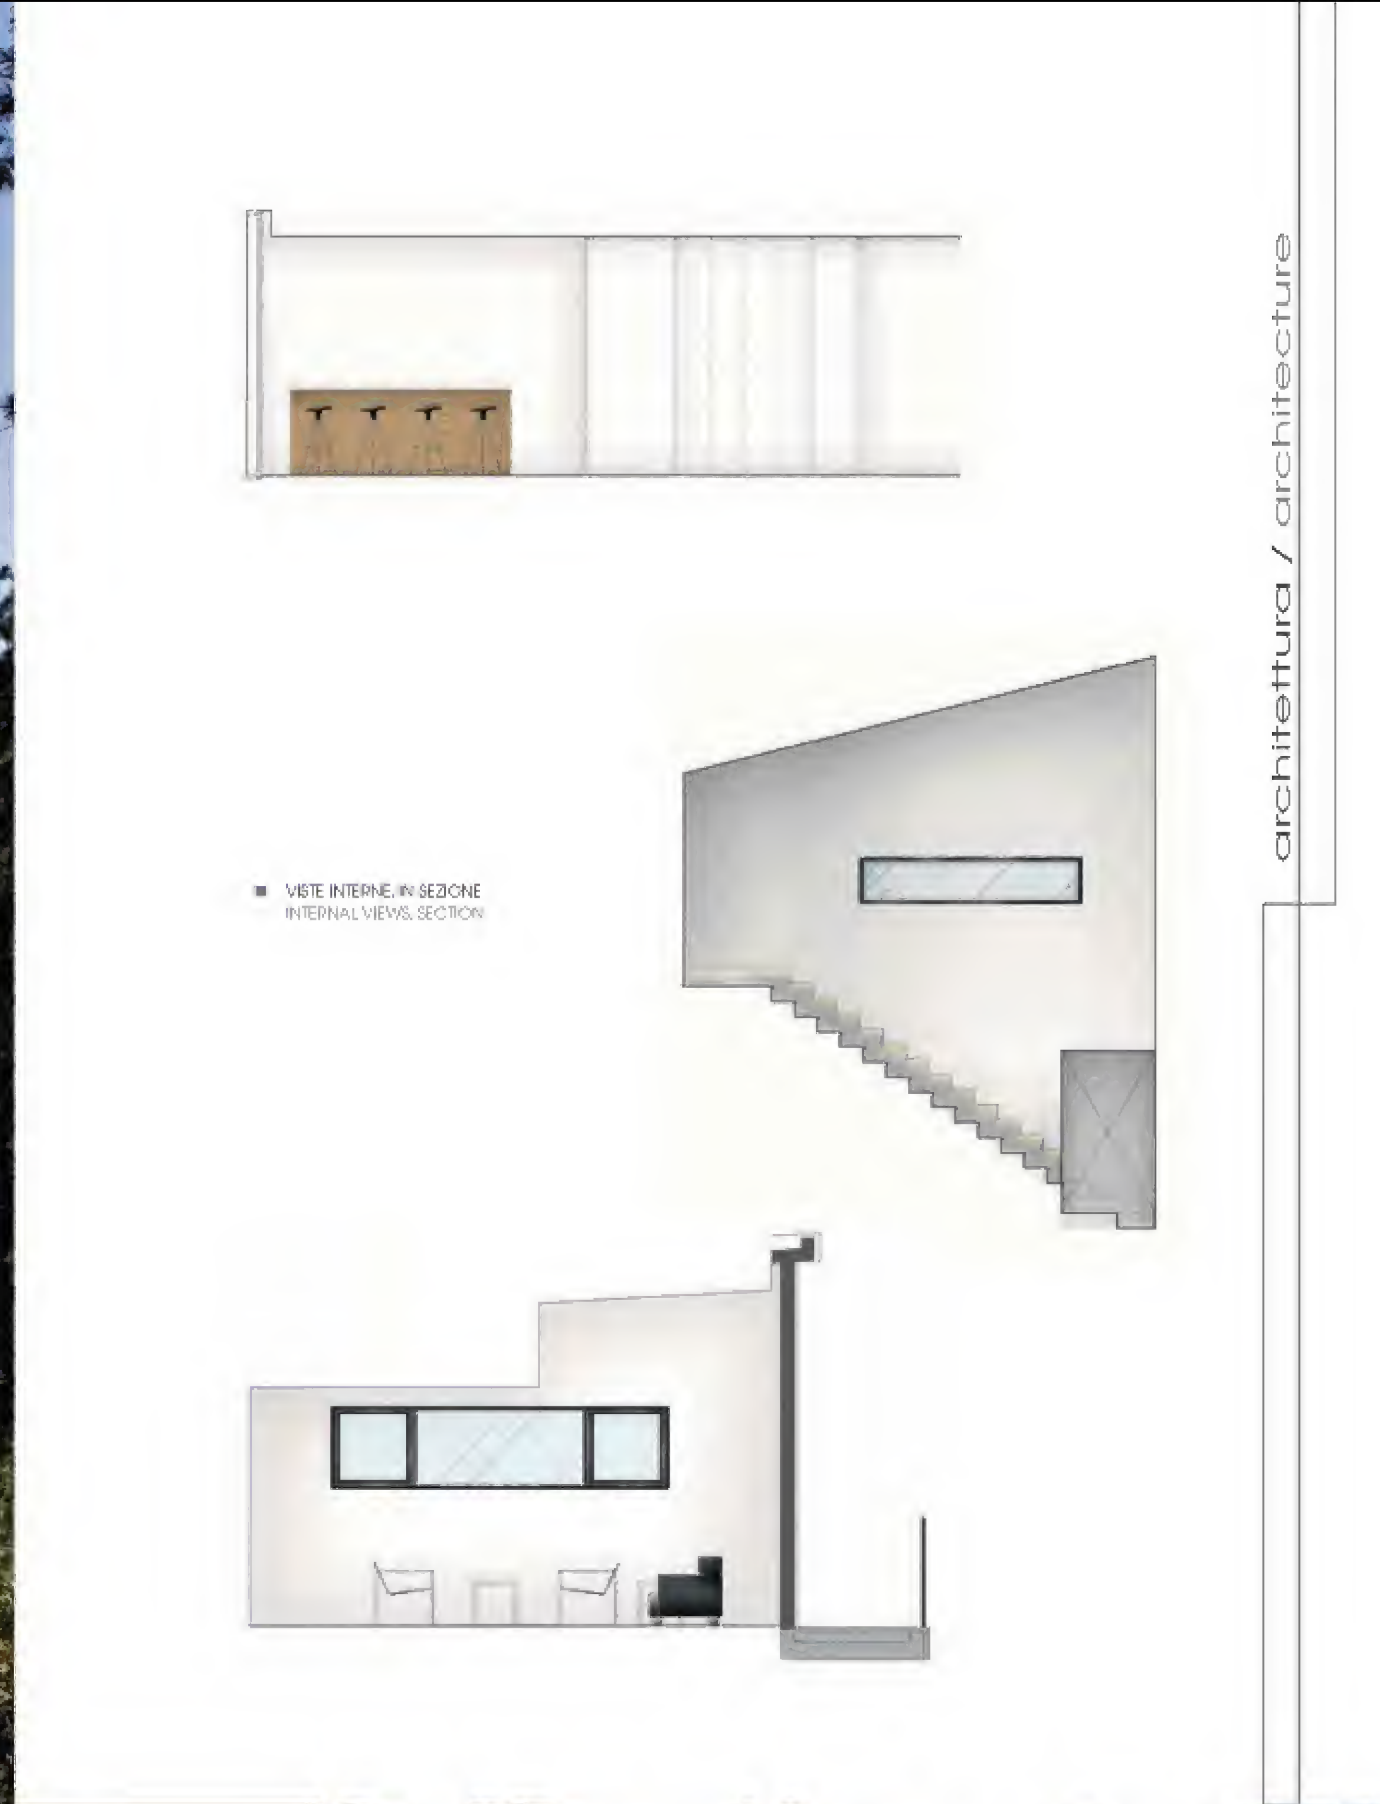 architettura / architecture
VISTE INTERNE, IN SEZIONE
INTERNAL VIEWS, SECTION